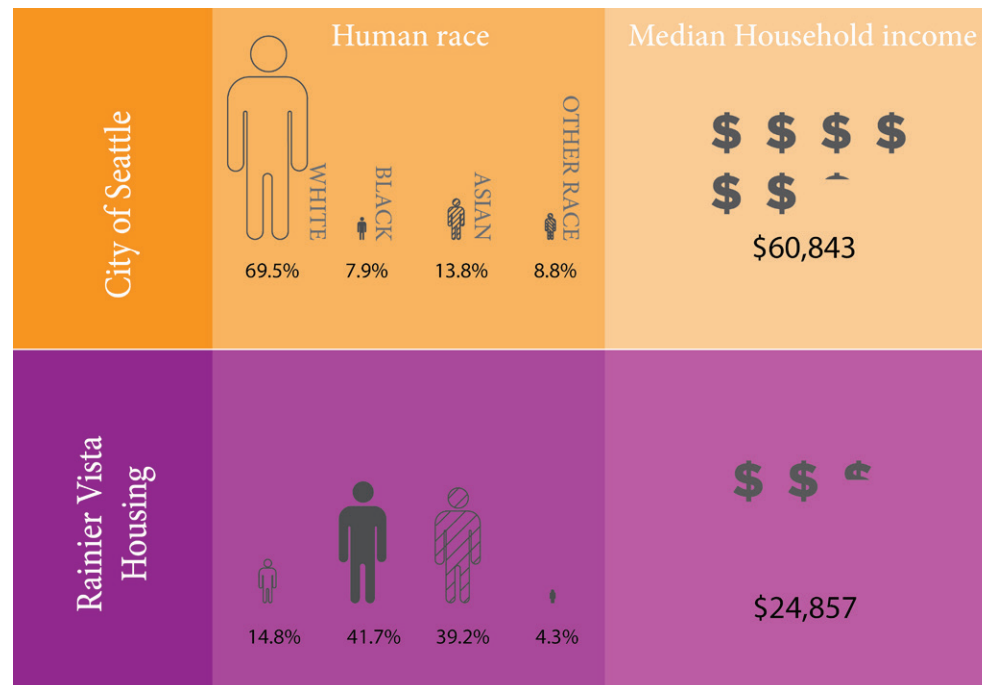 Human race
Median Household income
City of Seattle
WHITE
BLACK
ASIAN
OTHER RACE
69.5%
7.9%
13.8%
8.8%
$ $ $ $
$ $
$60,843
Rainier Vista
Housing
14.8%
41.7%
39.2%
4.3%
$ $ $
$24,857